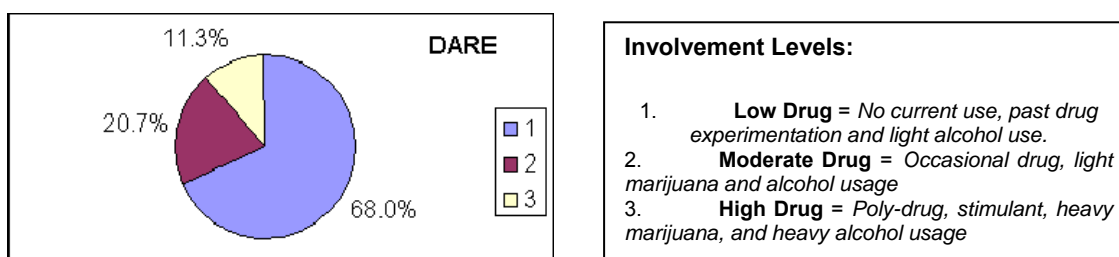 11.3%
DARE
20.7%
68.0%
1
2
3
Involvement Levels:
1. Low Drug = No current use, past drug
experimentation and light alcohol use.
2. Moderate Drug = Occasional drug, light
marijuana and alcohol usage
3. High Drug = Poly-drug, stimulant, heavy
marijuana, and heavy alcohol usage